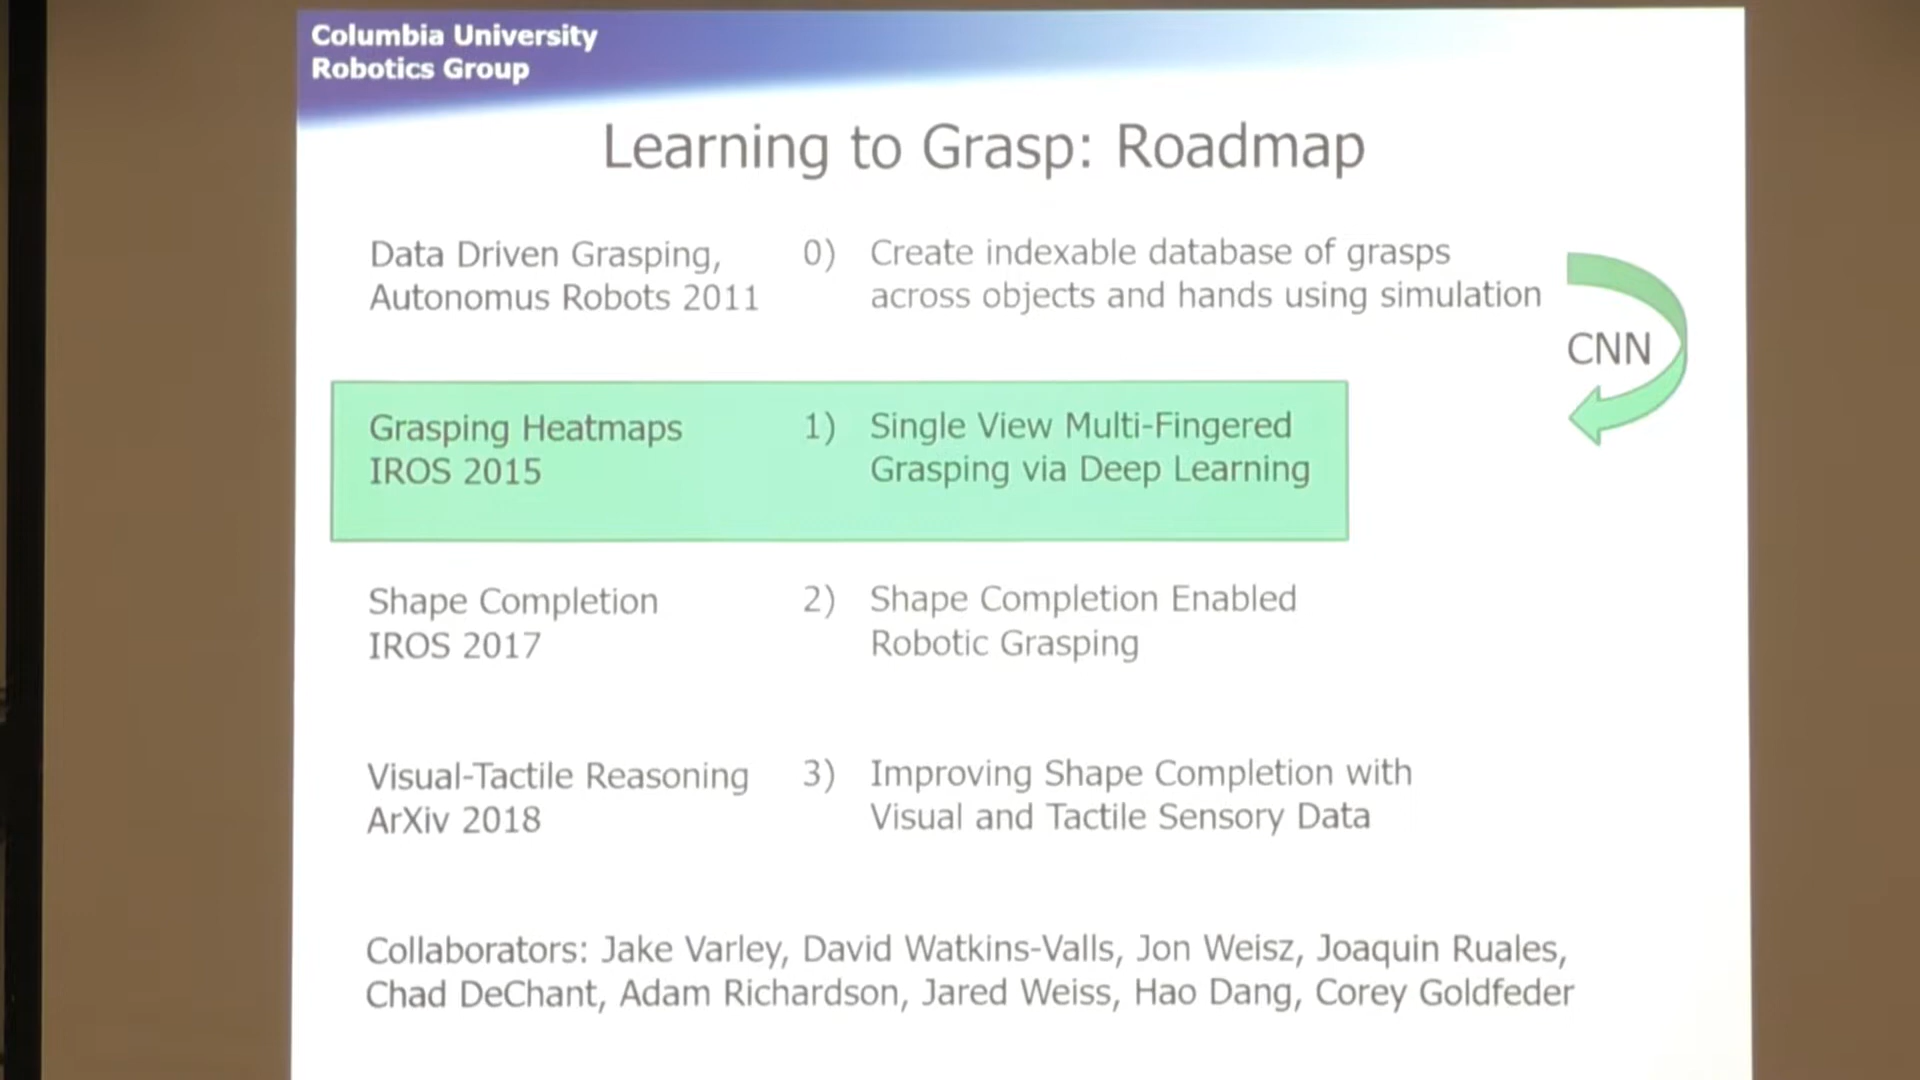 Columbia University
Robotics Group
Learning to Grasp: Roadmap
Data Driven Grasping,
Autonomus Robots 2011
0) Create indexable database of grasps
across objects and hands using simulation
CNN
Grasping Heatmaps
IROS 2015
1) Single View Multi-Fingered
Grasping via Deep Learning
Shape Completion
IROS 2017
2) Shape Completion Enabled
Robotic Grasping
Visual-Tactile Reasoning
ArXiv 2018
3) Improving Shape Completion with
Visual and Tactile Sensory Data
Collaborators: Jake Varley, David Watkins-Valls, Jon Weisz, Joaquin Ruales,
Chad DeChant, Adam Richardson, Jared Weiss, Hao Dang, Corey Goldfeder